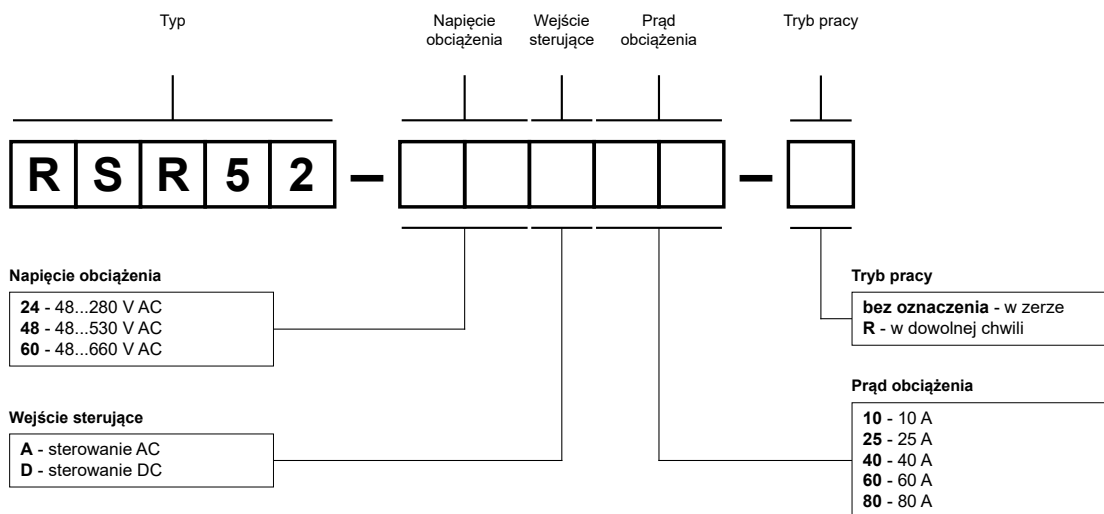 Typ
Napięcie
obciążenia
Wejście
sterujące
Prąd
obciążenia
Tryb pracy
R S R 5 2 – –
Napięcie obciążenia
24 - 48...280 V AC
48 - 48...530 V AC
60 - 48...660 V AC
Wejście sterujące
A - sterowanie AC
D - sterowanie DC
Tryb pracy
bez oznaczenia - w zerze
R - w dowolnej chwili
Prąd obciążenia
10 - 10 A
25 - 25 A
40 - 40 A
60 - 60 A
80 - 80 A